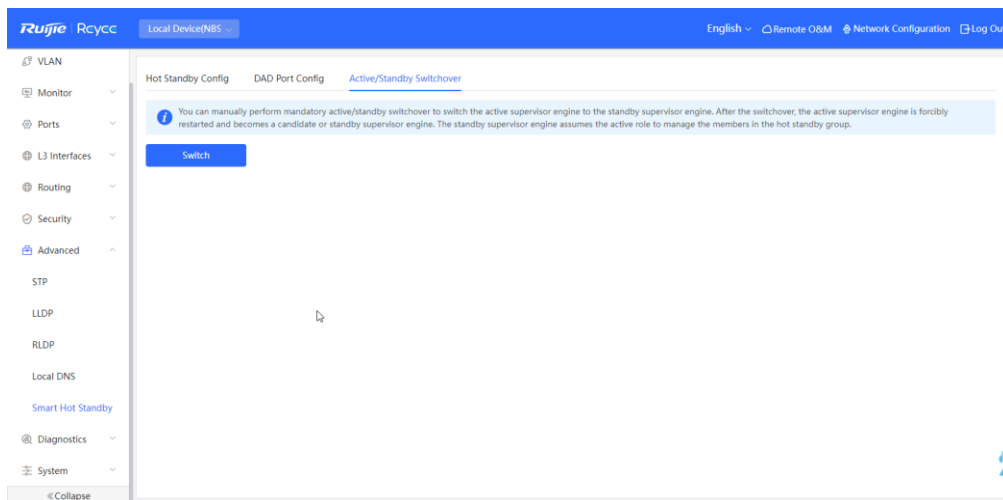 Ruijie | Rcycc
Local Device(NBS
English
Remote O&M
Network Configuration
Log Ou
VLAN
Monitor
Ports
L3 Interfaces
Routing
Security
Advanced
STP
LLDP
RLDP
Local DNS
Smart Hot Standby
Diagnostics
System
«Collapse
Hot Standby Config
DAD Port Config
Active/Standby Switchover
You can manually perform mandatory active/standby switchover to switch the active supervisor engine to the standby supervisor engine. After the switchover, the active supervisor engine is forcibly
restarted and becomes a candidate or standby supervisor engine. The standby supervisor engine assumes the active role to manage the members in the hot standby group.
Switch